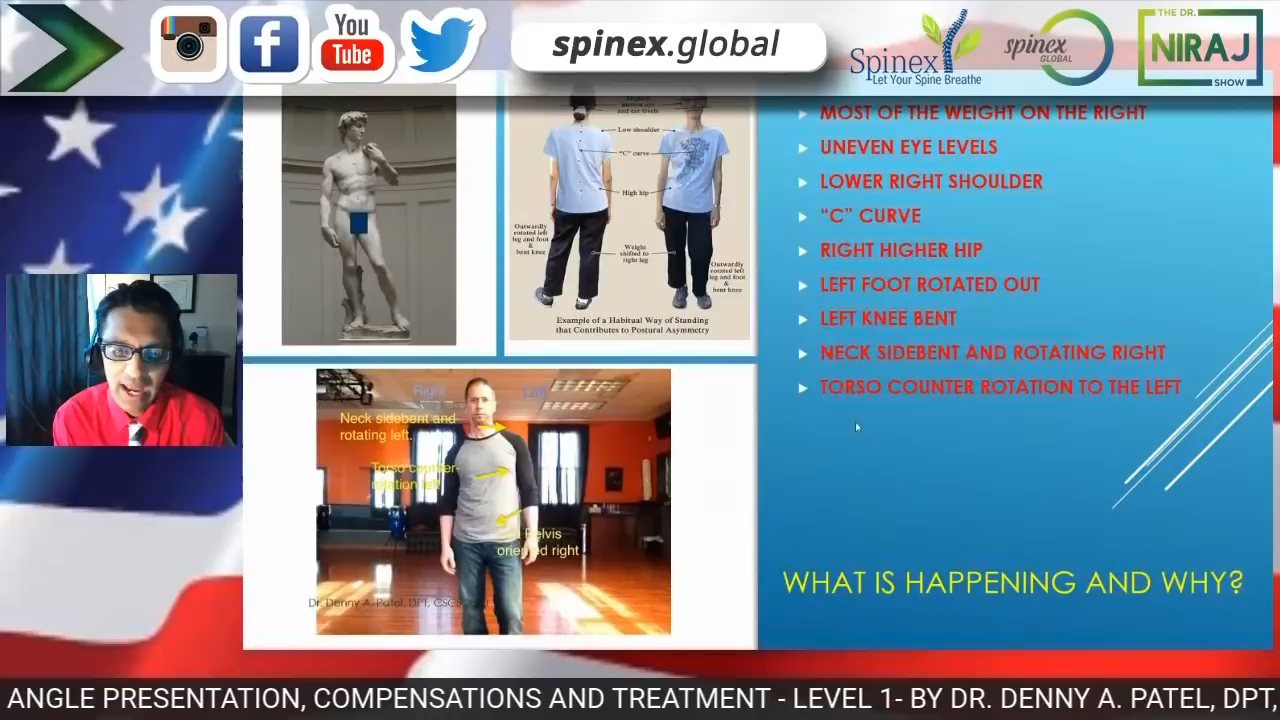 You
Tube
spinex.global
Spinex
Let Your Spine Breathe
spinex
GLOBAL
THE DR.
NIRAJ
SHOW
uneven eye
and ear levels
Low shoulder
"C" curve
High hip
Outwardly
rotated left
leg and foot
&
bent knee
Weight
shifted to
right leg
Outwardly
rotated left
leg and foot
&
bent knee
Example of a Habitual Way of Standing
that Contributes to Postural Asymmetry
MOST OF THE WEIGHT ON THE RIGHT
UNEVEN EYE LEVELS
LOWER RIGHT SHOULDER
“C” CURVE
RIGHT HIGHER HIP
LEFT FOOT ROTATED OUT
LEFT KNEE BENT
NECK SIDEBENT AND ROTATING RIGHT
TORSO COUNTER ROTATION TO THE LEFT
Right
Left
Neck sidebent and
rotating left.
Torso counter-
rotation left
Pelvis
oriented right
Dr. Denny A. Patel, DPT,
WHAT IS HAPPENING AND WHY?
ANGLE PRESENTATION, COMPENSATIONS AND TREATMENT - LEVEL 1- BY DR. DENNY A. PATEL, DPT,